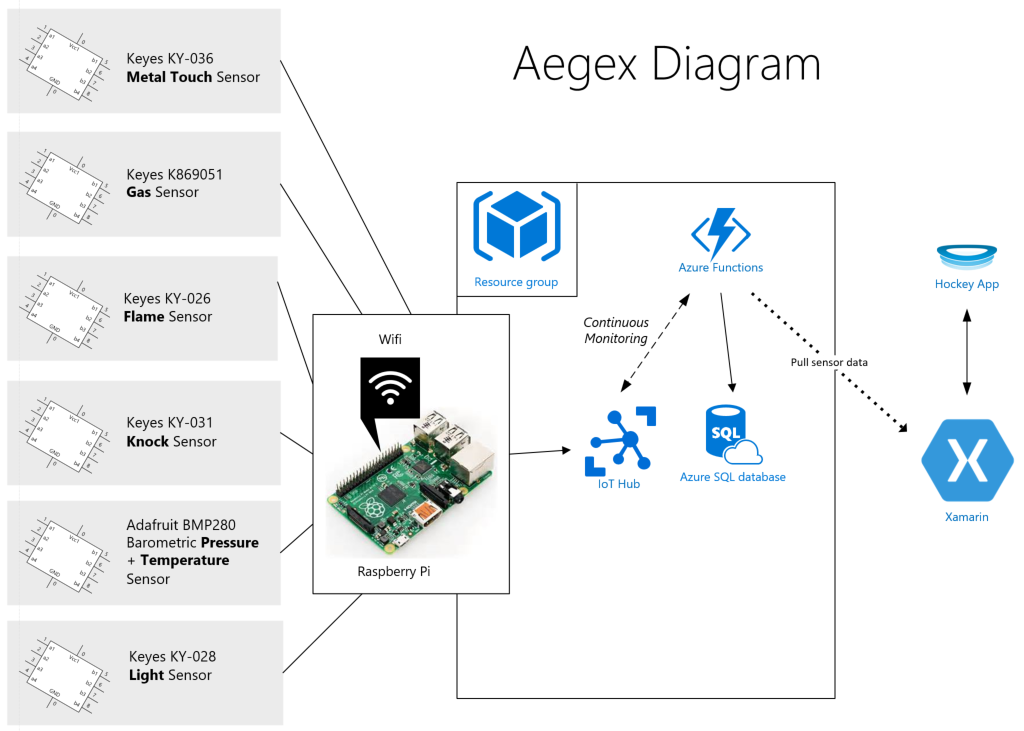 Aegex Diagram
Keyes KY-036
Metal Touch Sensor
Keyes K869051
Gas Sensor
Keyes KY-026
Flame Sensor
Keyes KY-031
Knock Sensor
Adafruit BMP280
Barometric Pressure
+ Temperature
Sensor
Keyes KY-028
Light Sensor
Wifi
Raspberry Pi
Resource group
Azure Functions
Continuous
Monitoring
IoT Hub
SQL
Azure SQL database
Pull sensor data
Hockey App
X
Xamarin